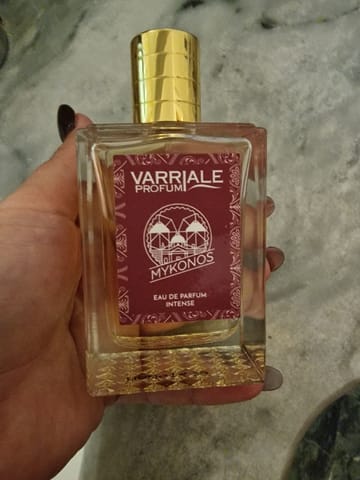 VARRIALE
PROFUMI
MYKONOS
EAU DE PARFUM
INTENSE